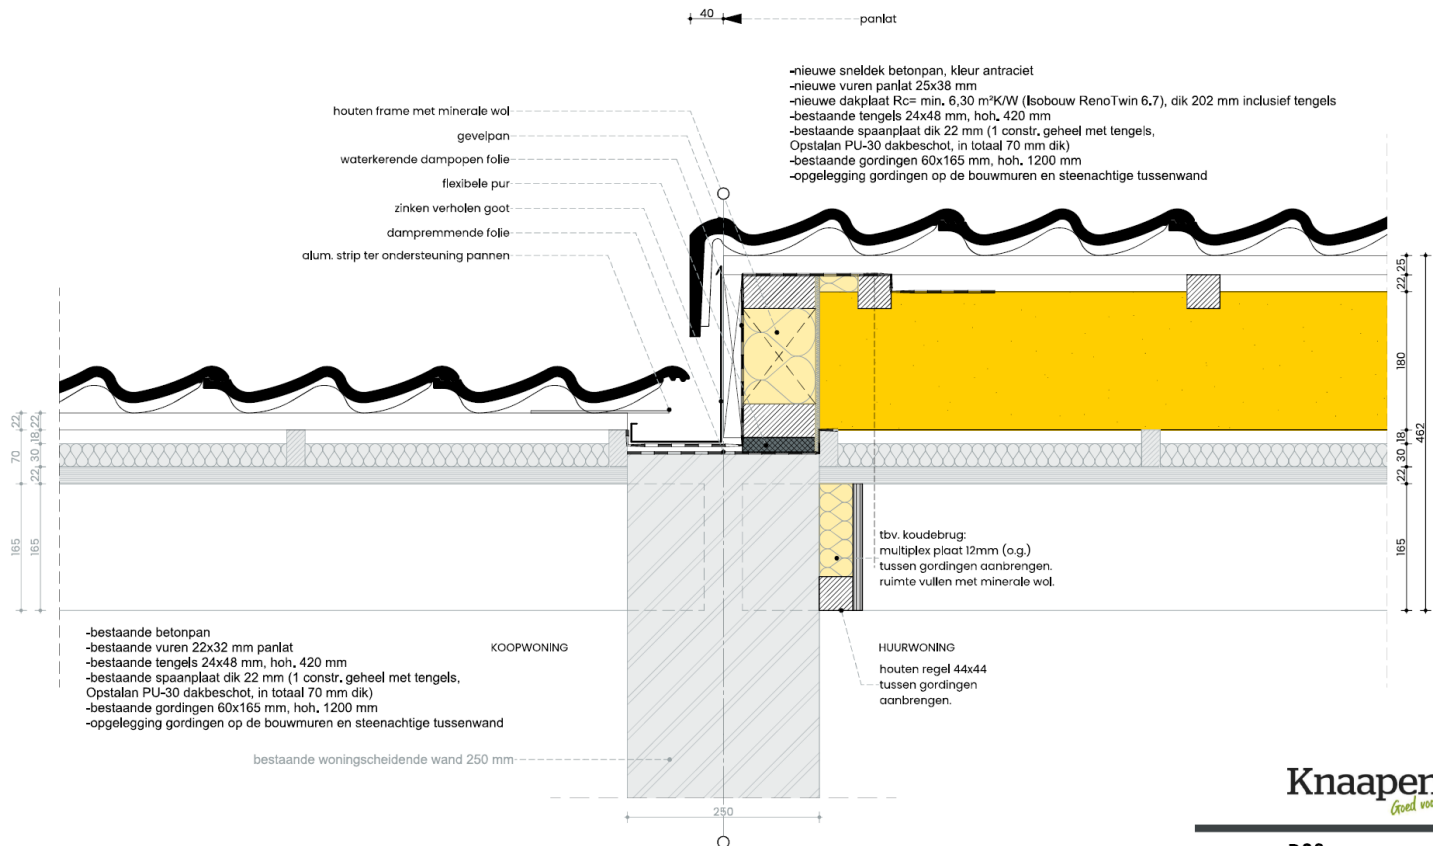 40
panlat
-nieuwe sneldek betonpan, kleur antraciet
-nieuwe vuren panlat 25x38 mm
-nieuwe dakplaat Rc= min. 6,30 m²K/W (Isobouw RenoTwin 6.7), dik 202 mm inclusief tengels
-bestaande tengels 24x48 mm, hoh. 420 mm
-bestaande spaanplaat dik 22 mm (1 constr. geheel met tengels,
Opstalan PU-30 dakbeschot, in totaal 70 mm dik)
-bestaande gordingen 60x165 mm, hoh. 1200 mm
-opgelegging gordingen op de bouwmuren en steenachtige tussenwand
houten frame met minerale wol
gevelpan
waterkerende dampopen folie
flexibele pur
zinken verholen goot
dampremmende folie
alum. strip ter ondersteuning pannen
25
22
180
18
30
22
165
462
22
70
165
22
18
30
22
165
tbv. koudebrug:
multiplex plaat 12mm (o.g.)
tussen gordingen aanbrengen.
ruimte vullen met minerale wol.
KOOPWONING
HUURWONING
houten regel 44x44
tussen gordingen
aanbrengen.
-bestaande betonpan
-bestaande vuren 22x32 mm panlat
-bestaande tengels 24x48 mm, hoh. 420 mm
-bestaande spaanplaat dik 22 mm (1 constr. geheel met tengels,
Opstalan PU-30 dakbeschot, in totaal 70 mm dik)
-bestaande gordingen 60x165 mm, hoh. 1200 mm
-opgelegging gordingen op de bouwmuren en steenachtige tussenwand
bestaande woningscheidende wand 250 mm
250
Knaapen
Goed voo